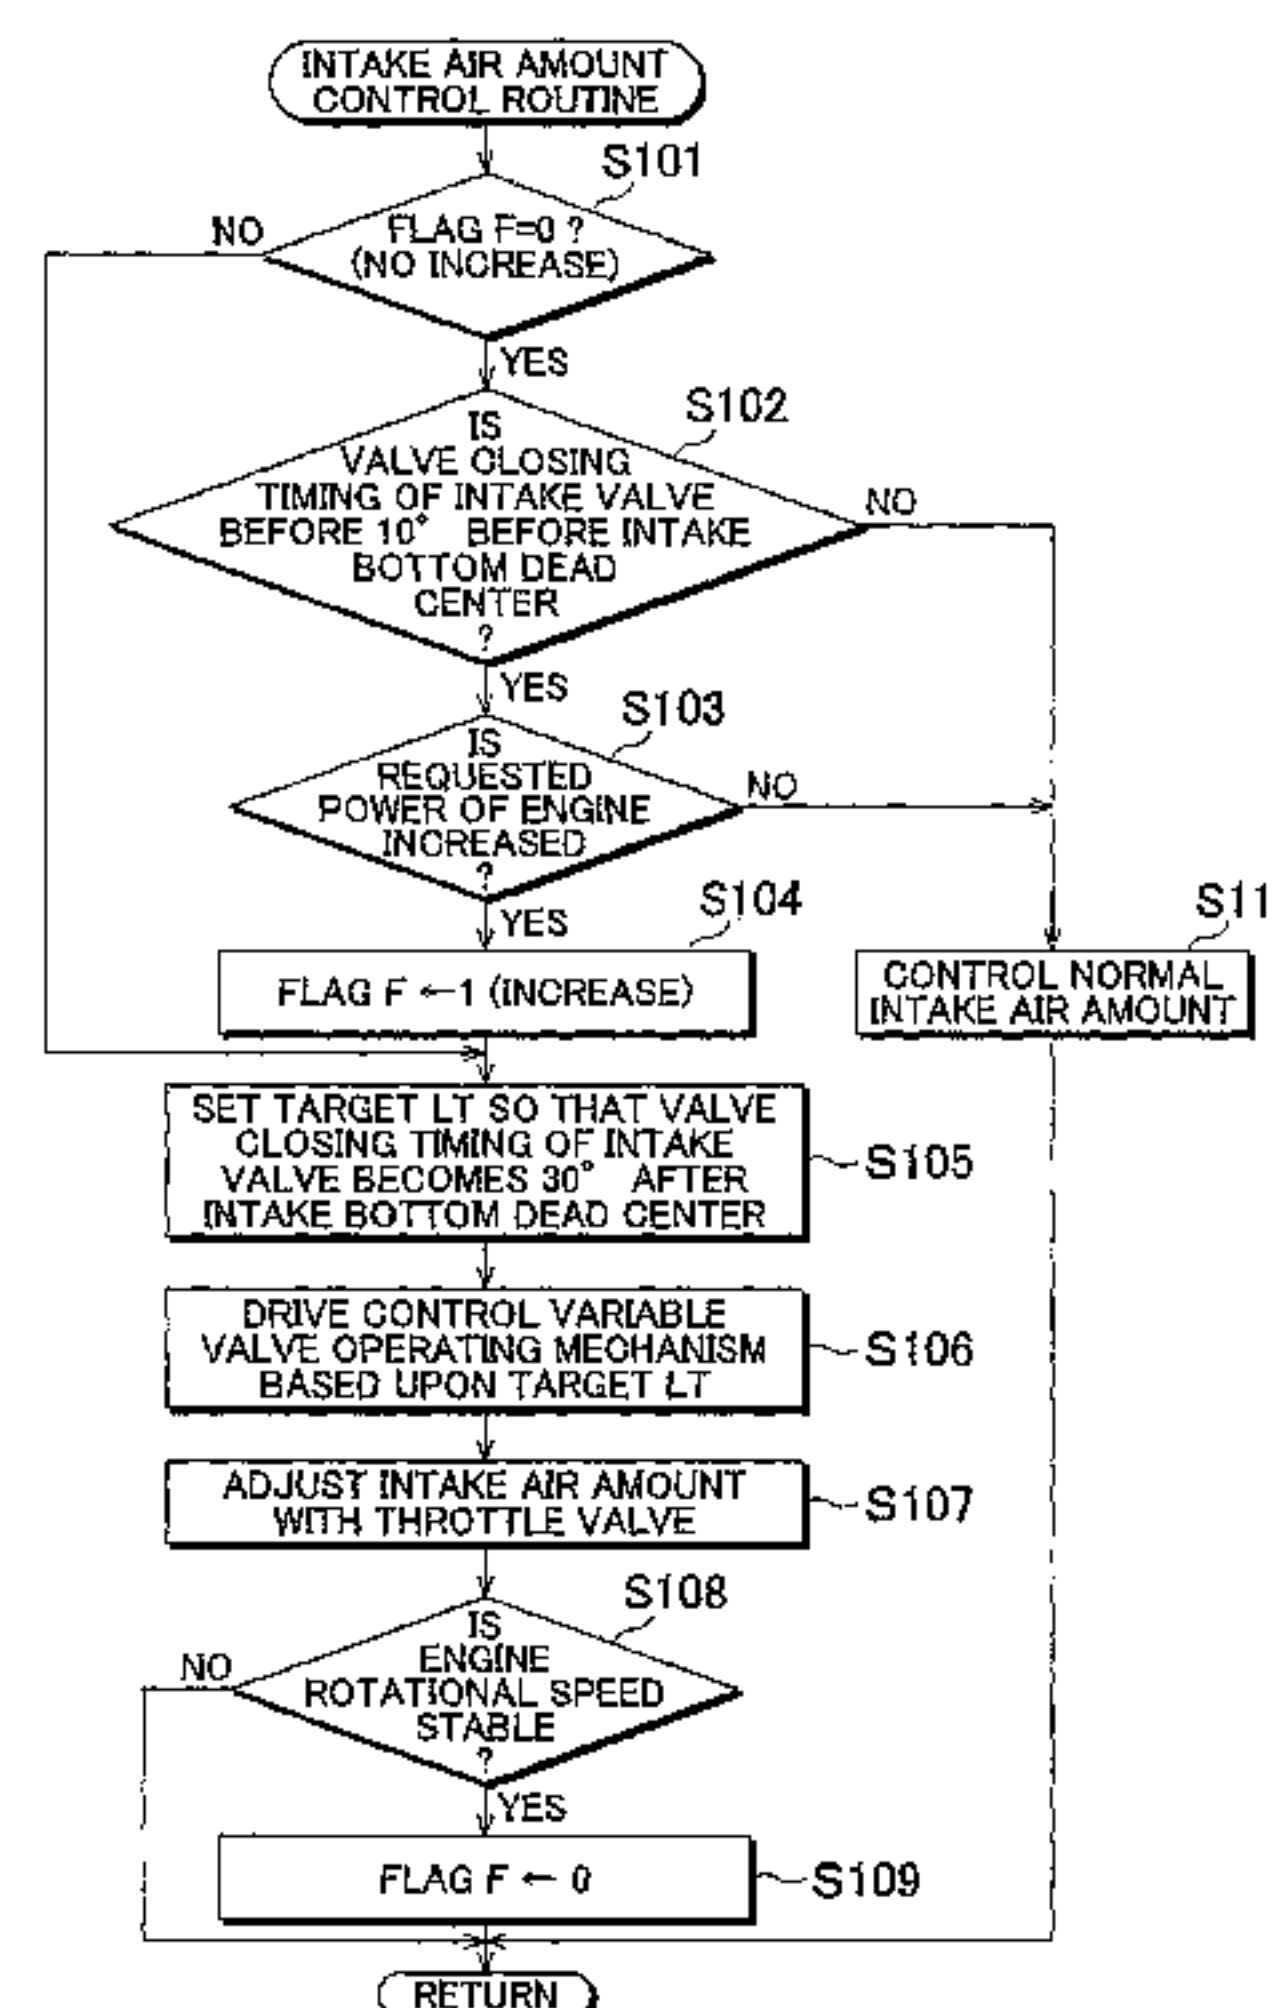 INTAKE AIR AMOUNT
CONTROL ROUTINE
S101
FLAG F=0 ?
(NO INCREASE)
NO
YES
S102
IS
VALVE CLOSING
TIMING OF INTAKE VALVE
BEFORE 10° BEFORE INTAKE
BOTTOM DEAD
CENTER
?
NO
YES
S103
IS
REQUESTED
POWER OF ENGINE
INCREASED
?
NO
YES
S104
FLAG F ←1 (INCREASE)
S11
CONTROL NORMAL
INTAKE AIR AMOUNT
SET TARGET LT SO THAT VALVE
CLOSING TIMING OF INTAKE
VALVE BECOMES 30° AFTER
INTAKE BOTTOM DEAD CENTER
S105
DRIVE CONTROL VARIABLE
VALVE OPERATING MECHANISM
BASED UPON TARGET LT
S106
ADJUST INTAKE AIR AMOUNT
WITH THROTTLE VALVE
S107
S108
IS
ENGINE
ROTATIONAL SPEED
STABLE
?
NO
YES
FLAG F ← 0
S109
RETURN